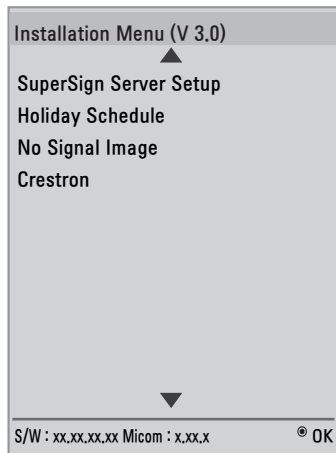 Installation Menu (V 3.0)
SuperSign Server Setup
Holiday Schedule
No Signal Image
Crestron
S/W : xx.xx.xx.xx Micom : x.xx.x ◉ OK